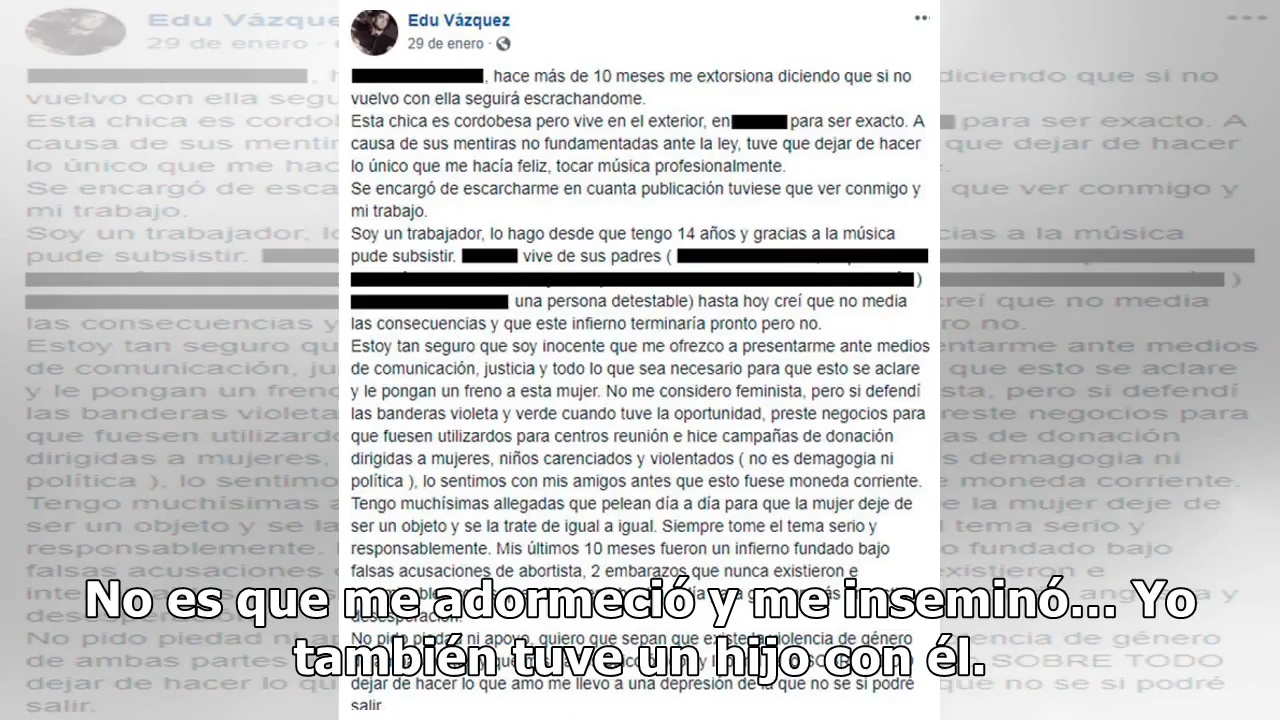 Edu Vázquez
29 de enero ·
, hace más de 10 meses me extorsiona diciendo que si no
vuelvo con ella seguirá escrachandome.
Esta chica es cordobesa pero vive en el exterior, en para ser exacto. A
causa de sus mentiras no fundamentadas ante la ley, tuve que dejar de hacer
lo único que me hacía feliz, tocar música profesionalmente.
Se encargó de escarcharme en cuanta publicación tuviese que ver conmigo y
mi trabajo.
Soy un trabajador, lo hago desde que tengo 14 años y gracias a la música
pude subsistir. vive de sus padres (
)
una persona detestable) hasta hoy creí que no media
las consecuencias y que este infierno terminaría pronto pero no.
Estoy tan seguro que soy inocente que me ofrezco a presentarme ante medios
de comunicación, justicia y todo lo que sea necesario para que esto se aclare
y le pongan un freno a esta mujer. No me considero feminista, pero si defendí
las banderas violeta y verde cuando tuve la oportunidad, preste negocios para
que fuesen utilizardos para centros reunión e hice campañas de donación
dirigidas a mujeres, niños carenciados y violentados ( no es demagogia ni
política ), lo sentimos con mis amigos antes que esto fuese moneda corriente.
Tengo muchísimas allegadas que pelean día a día para que la mujer deje de
ser un objeto y se la trate de igual a igual. Siempre tome el tema serio y
responsablemente. Mis últimos 10 meses fueron un infierno fundado bajo
falsas acusaciones de abortista, 2 embarazos que nunca existieron e
No es que me adormeció y me inseminó... Yo
también tuve un hijo con él.
No pido piedad ni apoyo, quiero que sepan que existe violencia de género
dejar de hacer lo que amo me llevo a una depresión de la que no se si podré
salir.